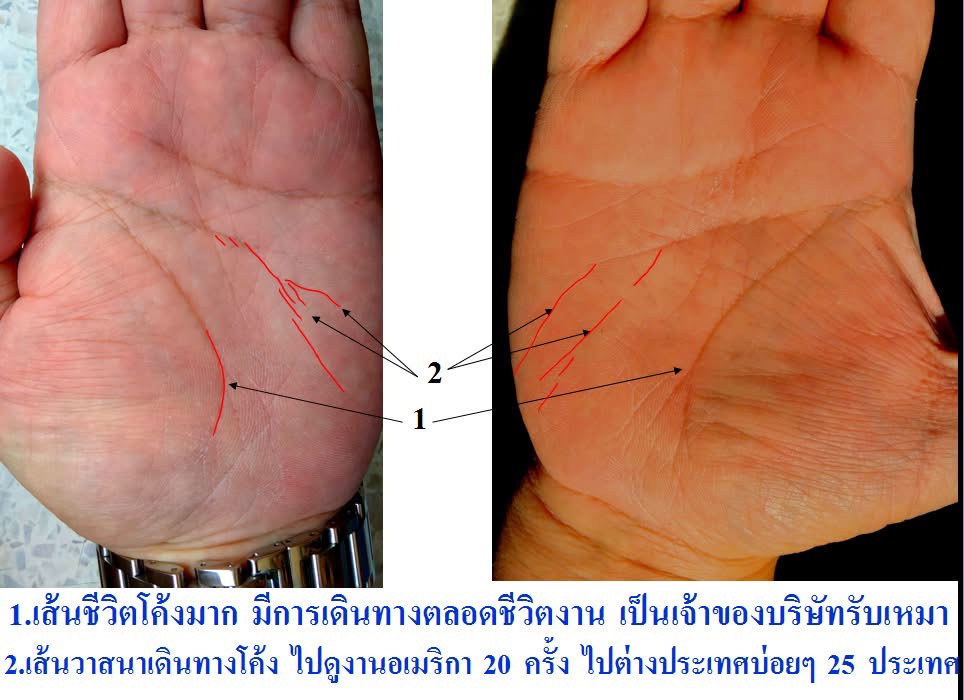 2
1
1.เส้นชีวิตโค้งมาก มีการเดินทางตลอดชีวิตงาน เป็นเจ้าของบริษัทรับเหมา
2.เส้นวาสนาเดินทางโค้ง ไปดูงานอเมริกา 20 ครั้ง ไปต่างประเทศบ่อยๆ 25 ประเทศ